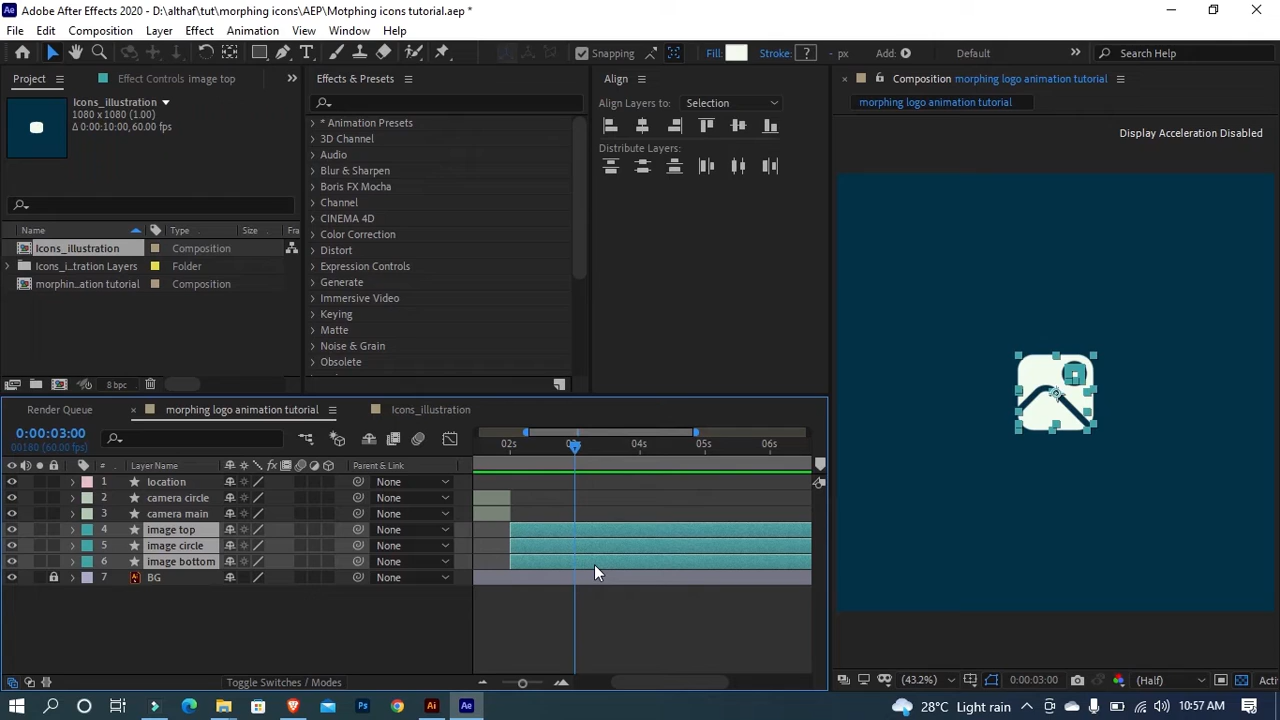 Adobe After Effects 2020 - D:\althaf\tut\morphing icons\AEP\Motphing icons tutorial.aep *
File Edit Composition Layer Effect Animation View Window Help
Snapping Fill: Stroke: ? - px Add: Default Search Help
Project Effect Controls image top Effects & Presets Align Composition morphing logo animation tutorial
Icons_illustration
1080 x 1080 (1.00)
Δ 0:00:10:00, 60.00 fps
Align Layers to: Selection
morphing logo animation tutorial
* Animation Presets
3D Channel
Audio
Blur & Sharpen
Boris FX Mocha
Channel
CINEMA 4D
Color Correction
Distort
Expression Controls
Generate
Immersive Video
Keying
Matte
Noise & Grain
Obsolete
Distribute Layers:
Display Acceleration Disabled
Name Type Size Fra
Icons_illustration Composition
Icons_i...tration Layers Folder
morphin...ation tutorial Composition
8 bpc
Render Queue morphing logo animation tutorial Icons_illustration
0:00:03:00
00180 (60.00 fps)
02s 03s 04s 05s 06s
# Layer Name fx Parent & Link
1 location None
2 camera circle None
3 camera main None
4 image top None
5 image circle None
6 image bottom None
7 BG None
Toggle Switches / Modes
(43.2%) 0:00:03:00 (Half) Acti
28°C Light rain 10:57 AM